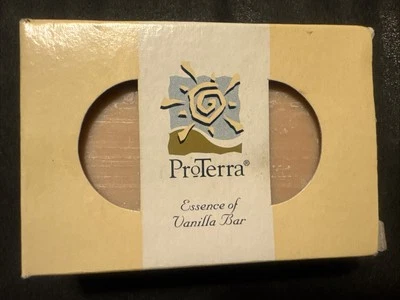 ProTerra®
Essence of
Vanilla Bar